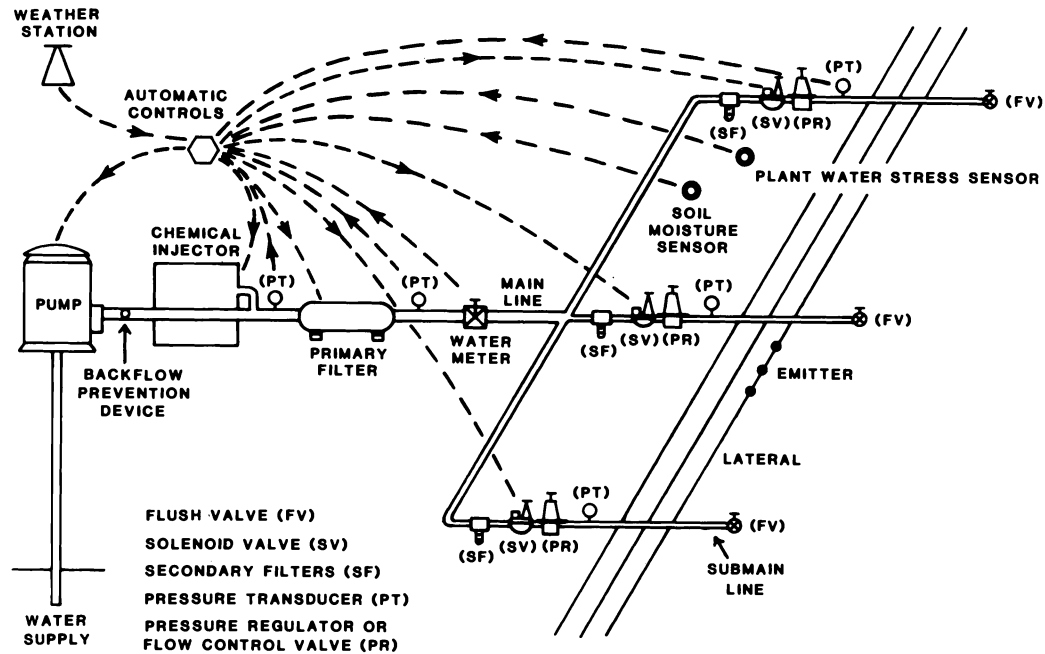 WEATHER
STATION
AUTOMATIC
CONTROLS
(PT)
(SF)
(SV)
(PR)
(FV)
PLANT WATER STRESS SENSOR
SOIL
MOISTURE
SENSOR
CHEMICAL
INJECTOR
(PT)
(PT)
MAIN
LINE
(PT)
PUMP
(FV)
WATER
METER
(SF)
(SV)
(PR)
PRIMARY
FILTER
BACKFLOW
PREVENTION
DEVICE
EMITTER
LATERAL
(PT)
(FV)
(SF)
(SV)
(PR)
SUBMAIN
LINE
FLUSH VALVE (FV)
SOLENOID VALVE (SV)
SECONDARY FILTERS (SF)
PRESSURE TRANSDUCER (PT)
PRESSURE REGULATOR OR
FLOW CONTROL VALVE (PR)
WATER
SUPPLY